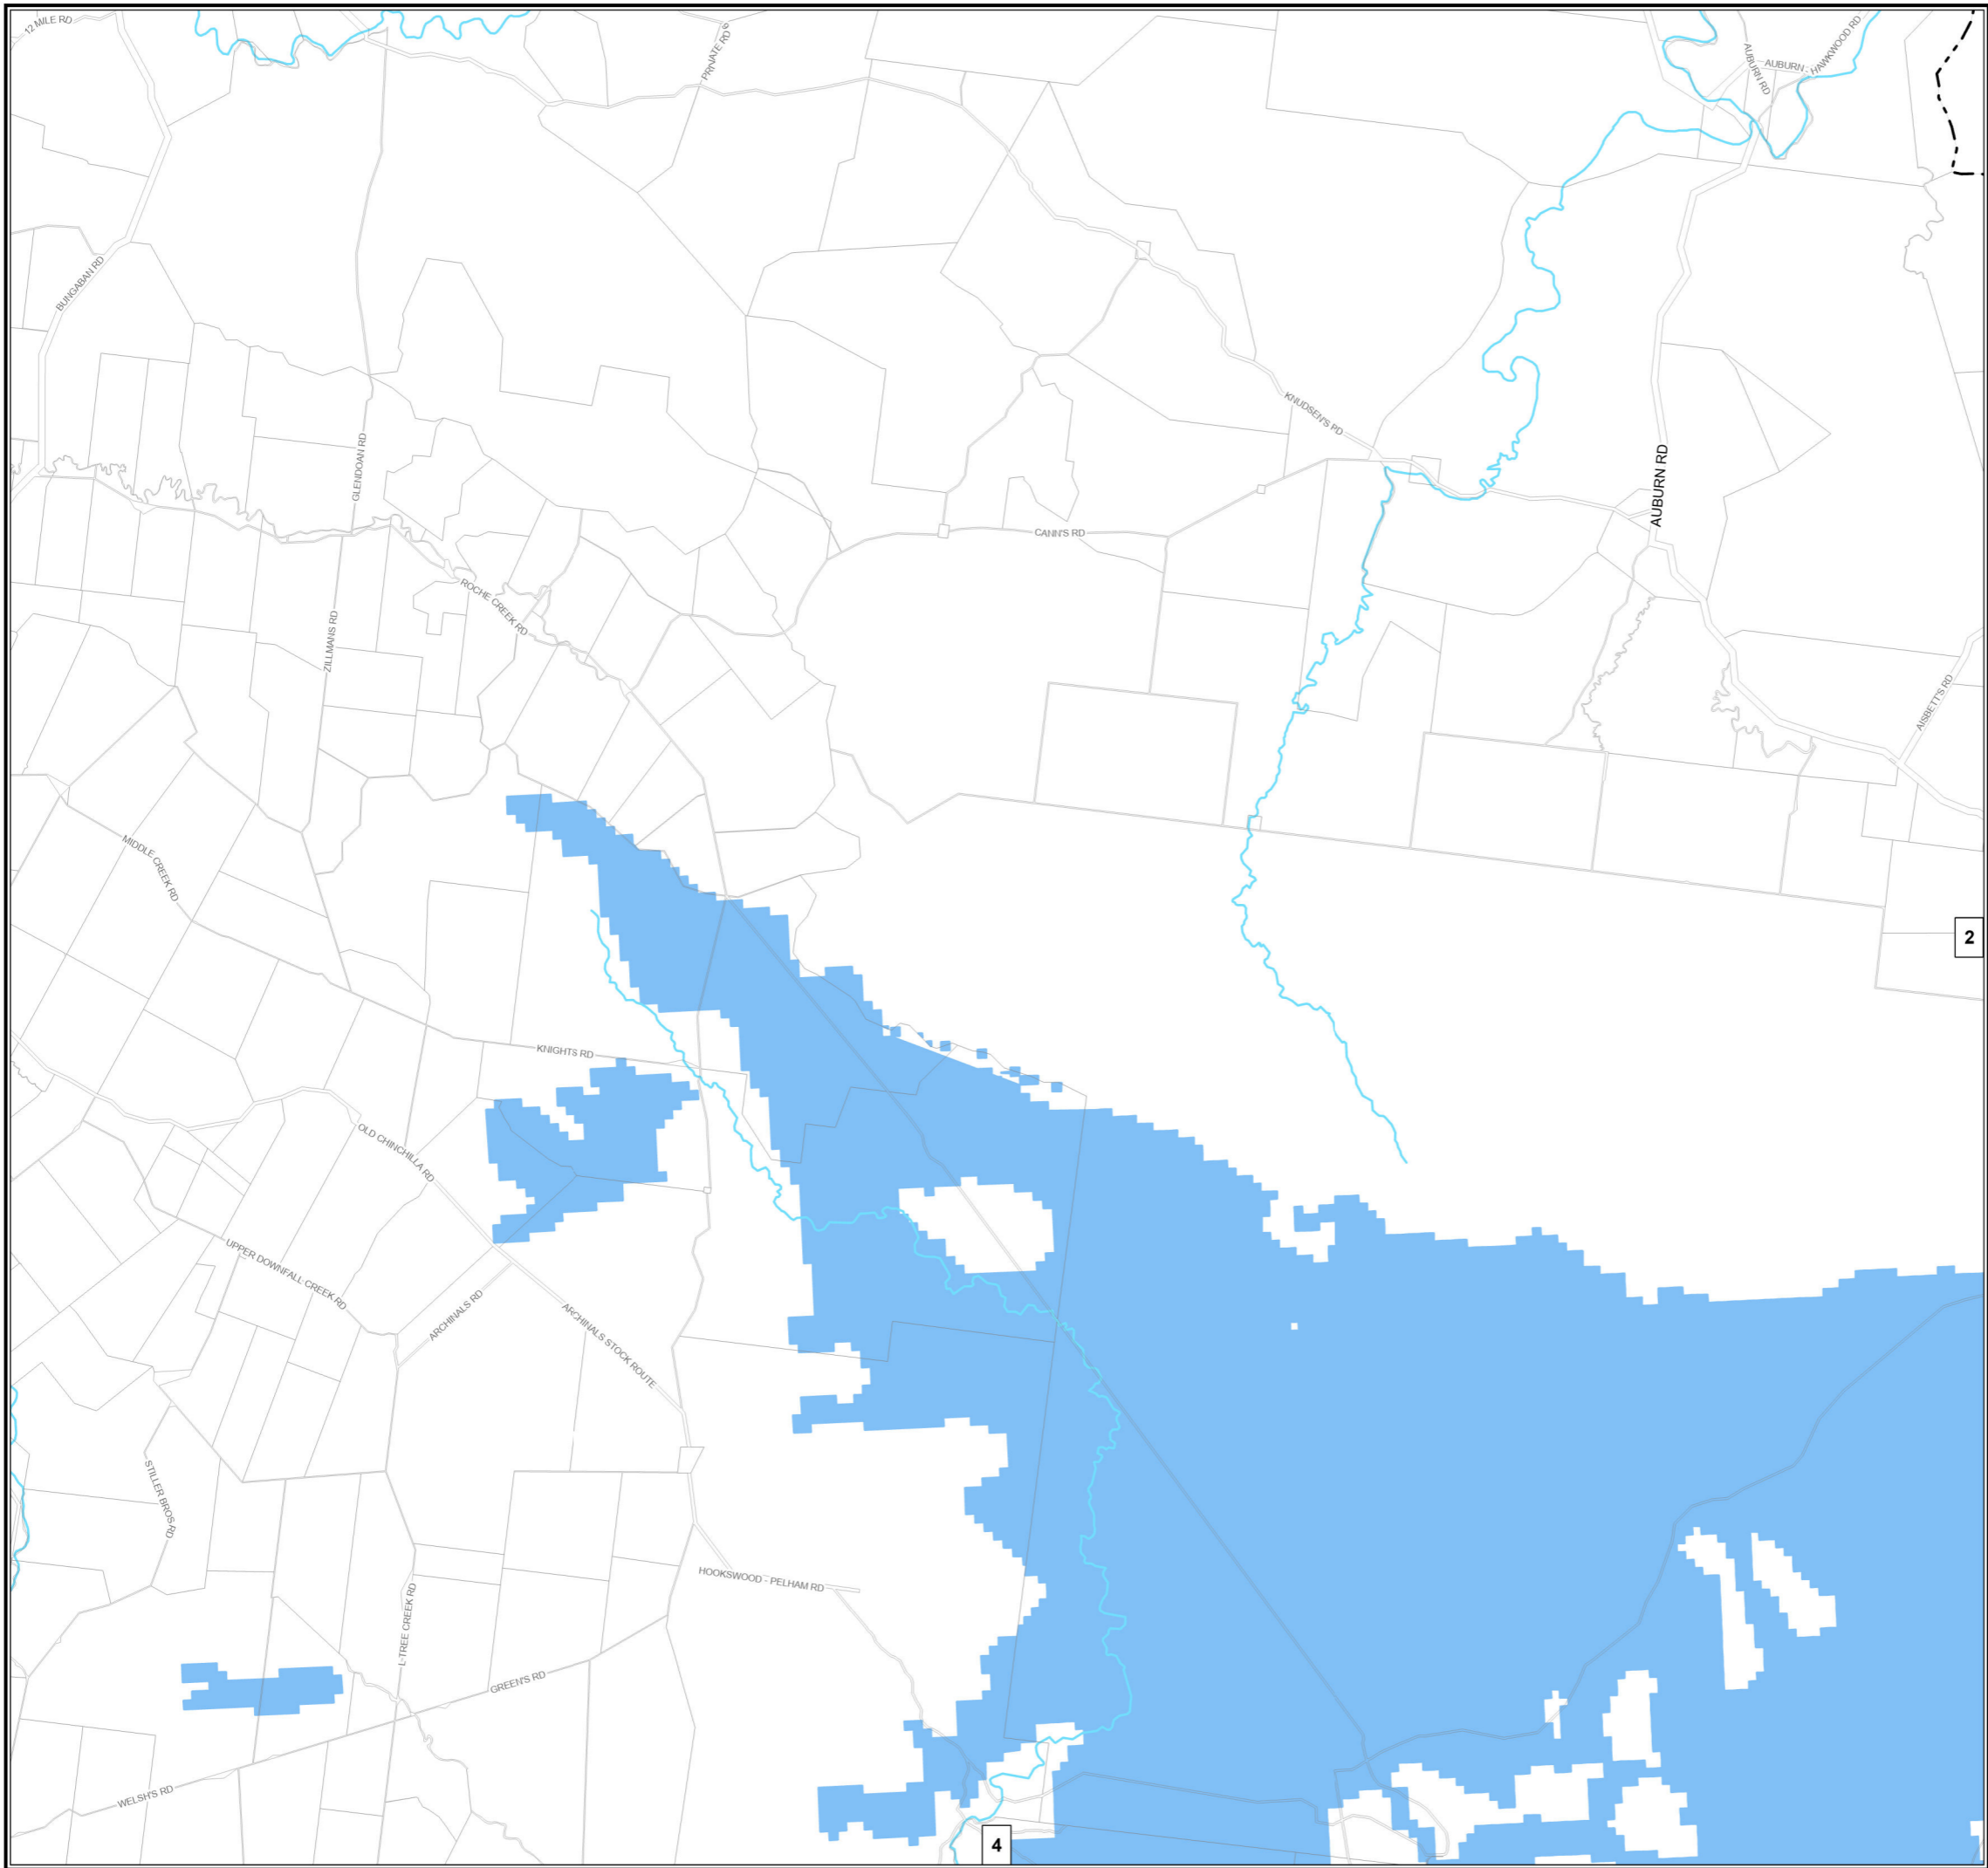 12 MILE RD
PRIVATE RD 9
AUBURN RD
AUBURN - HAWKWOOD RD
BUNGABAN RD
KNUDSEN'S RD
GLENDOAN RD
AUBURN RD
CANN'S RD
ROCHE CREEK RD
ZILLMANS RD
AISBETT'S RD
MIDDLE CREEK RD
2
KNIGHTS RD
OLD CHINCHILLA RD
UPPER DOWNFALL CREEK RD
ARCHINALS RD
ARCHINALS STOCK ROUTE
STILLER BROS RD
HOOKSWOOD - PELHAM RD
L-TREE CREEK RD
GREEN'S RD
WELSH'S RD
4